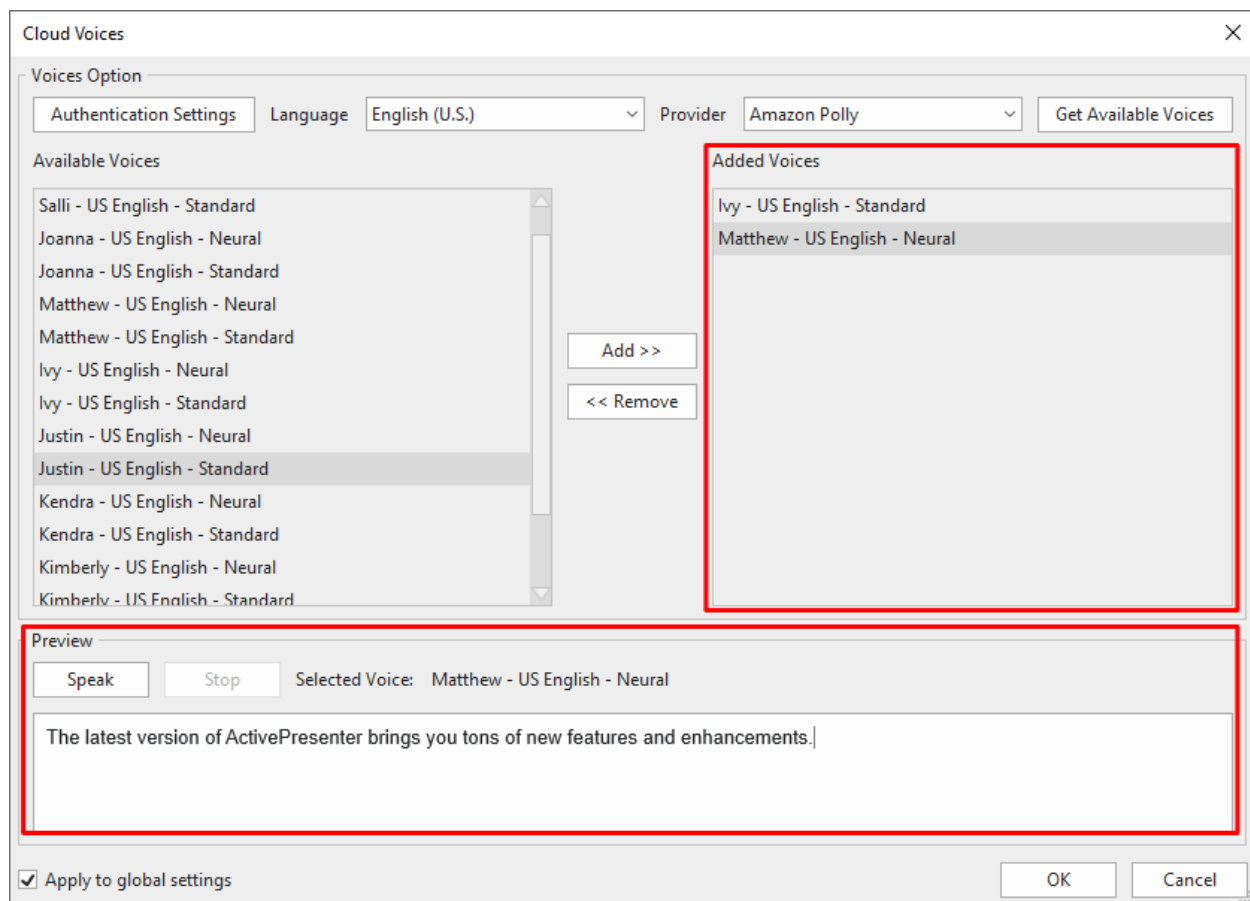 Cloud Voices
Voices Option
Authentication Settings Language English (U.S.) Provider Amazon Polly Get Available Voices
Available Voices
Salli - US English - Standard
Joanna - US English - Neural
Joanna - US English - Standard
Matthew - US English - Neural
Matthew - US English - Standard
Ivy - US English - Neural
Ivy - US English - Standard
Justin - US English - Neural
Justin - US English - Standard
Kendra - US English - Neural
Kendra - US English - Standard
Kimberly - US English - Neural
Kimberly - US English - Standard
Add >>
<< Remove
Added Voices
Ivy - US English - Standard
Matthew - US English - Neural
Preview
Speak Stop Selected Voice: Matthew - US English - Neural
The latest version of ActivePresenter brings you tons of new features and enhancements.
Apply to global settings OK Cancel